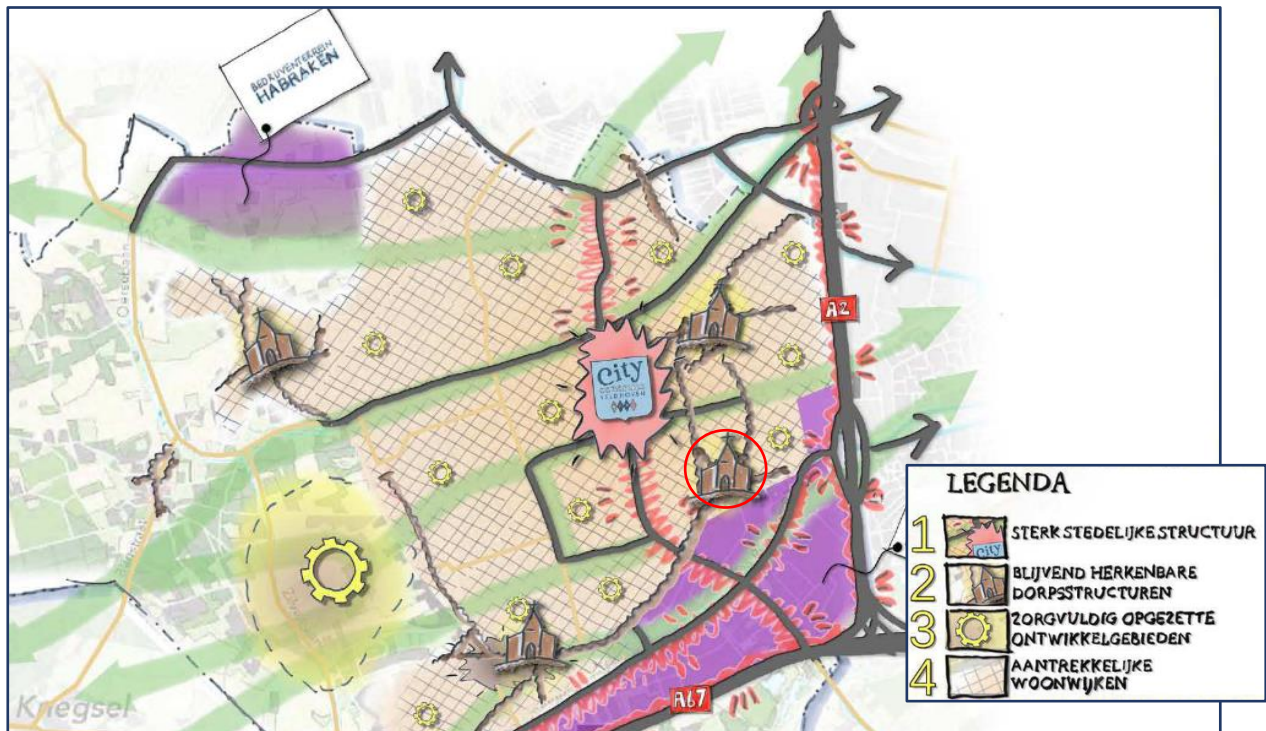 BEDRIJVENTERREIN
HABRAKEN
Oersebaan
A2
City
VELDHOVEN
Knegsel
A67
LEGENDA
1 City STERK STEDELIJKE STRUCTUUR
2 BLIJVEND HERKENBARE
DORPSSTRUCTUREN
3 ZORGVULDIG OPGEZETTE
ONTWIKKELGEBIEDEN
4 AANTREKKELIJKE
WOONWIJKEN